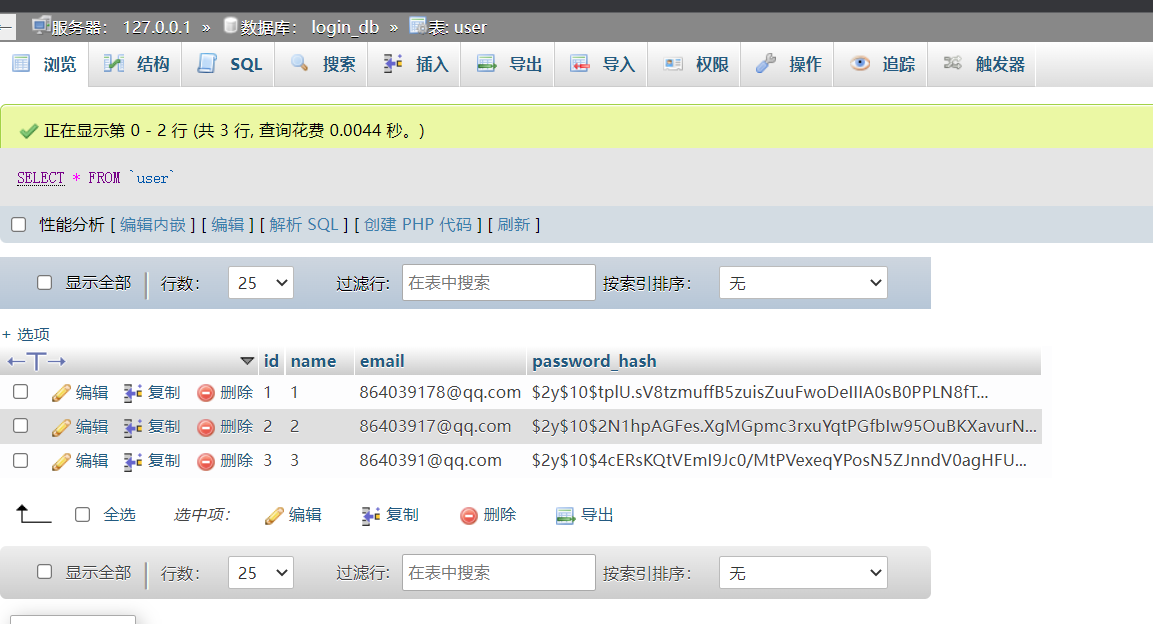 服务器： 127.0.0.1 » 数据库： login_db » 表: user
浏览 结构 SQL 搜索 插入 导出 导入 权限 操作 追踪 触发器
正在显示第 0 - 2 行 (共 3 行, 查询花费 0.0044 秒。)
SELECT * FROM `user`
性能分析 [ 编辑内嵌 ] [ 编辑 ] [ 解析 SQL ] [ 创建 PHP 代码 ] [ 刷新 ]
显示全部 行数： 25 过滤行: 在表中搜索 按索引排序： 无
+ 选项
←T→ id name email password_hash
编辑 复制 删除 1 1 864039178@qq.com $2y$10$tplU.sV8tzmuffB5zuisZuuFwoDeIIIA0sB0PPLN8fT...
编辑 复制 删除 2 2 86403917@qq.com $2y$10$2N1hpAGFes.XgMGpmc3rxuYqtPGfbIw95OuBKXavurN...
编辑 复制 删除 3 3 8640391@qq.com $2y$10$4cERsKQtVEmI9Jc0/MtPVexeqYPosN5ZJnndV0agHFU...
全选 选中项： 编辑 复制 删除 导出
显示全部 行数： 25 过滤行: 在表中搜索 按索引排序： 无